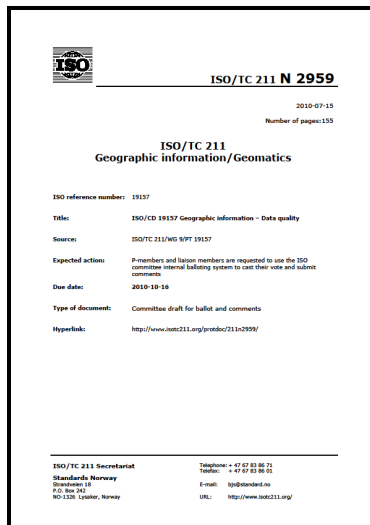 ISO
ISO/TC 211 N 2959
2010-07-15
Number of pages:155
ISO/TC 211
Geographic information/Geomatics
ISO reference number: 19157
Title: ISO/CD 19157 Geographic information – Data quality
Source: ISO/TC 211/WG 9/PT 19157
Expected action: P-members and liaison members are requested to use the ISO
committee internal balloting system to cast their vote and submit
comments
Due date: 2010-10-16
Type of document: Committee draft for ballot and comments
Hyperlink: http://www.isotc211.org/protdoc/211n2959/
ISO/TC 211 Secretariat
Standards Norway
Strandveien 18
P.O. Box 242
NO-1326 Lysaker, Norway
Telephone: + 47 67 83 86 71
Telefax: + 47 67 83 86 01
E-mail: bjs@standard.no
URL: http://www.isotc211.org/